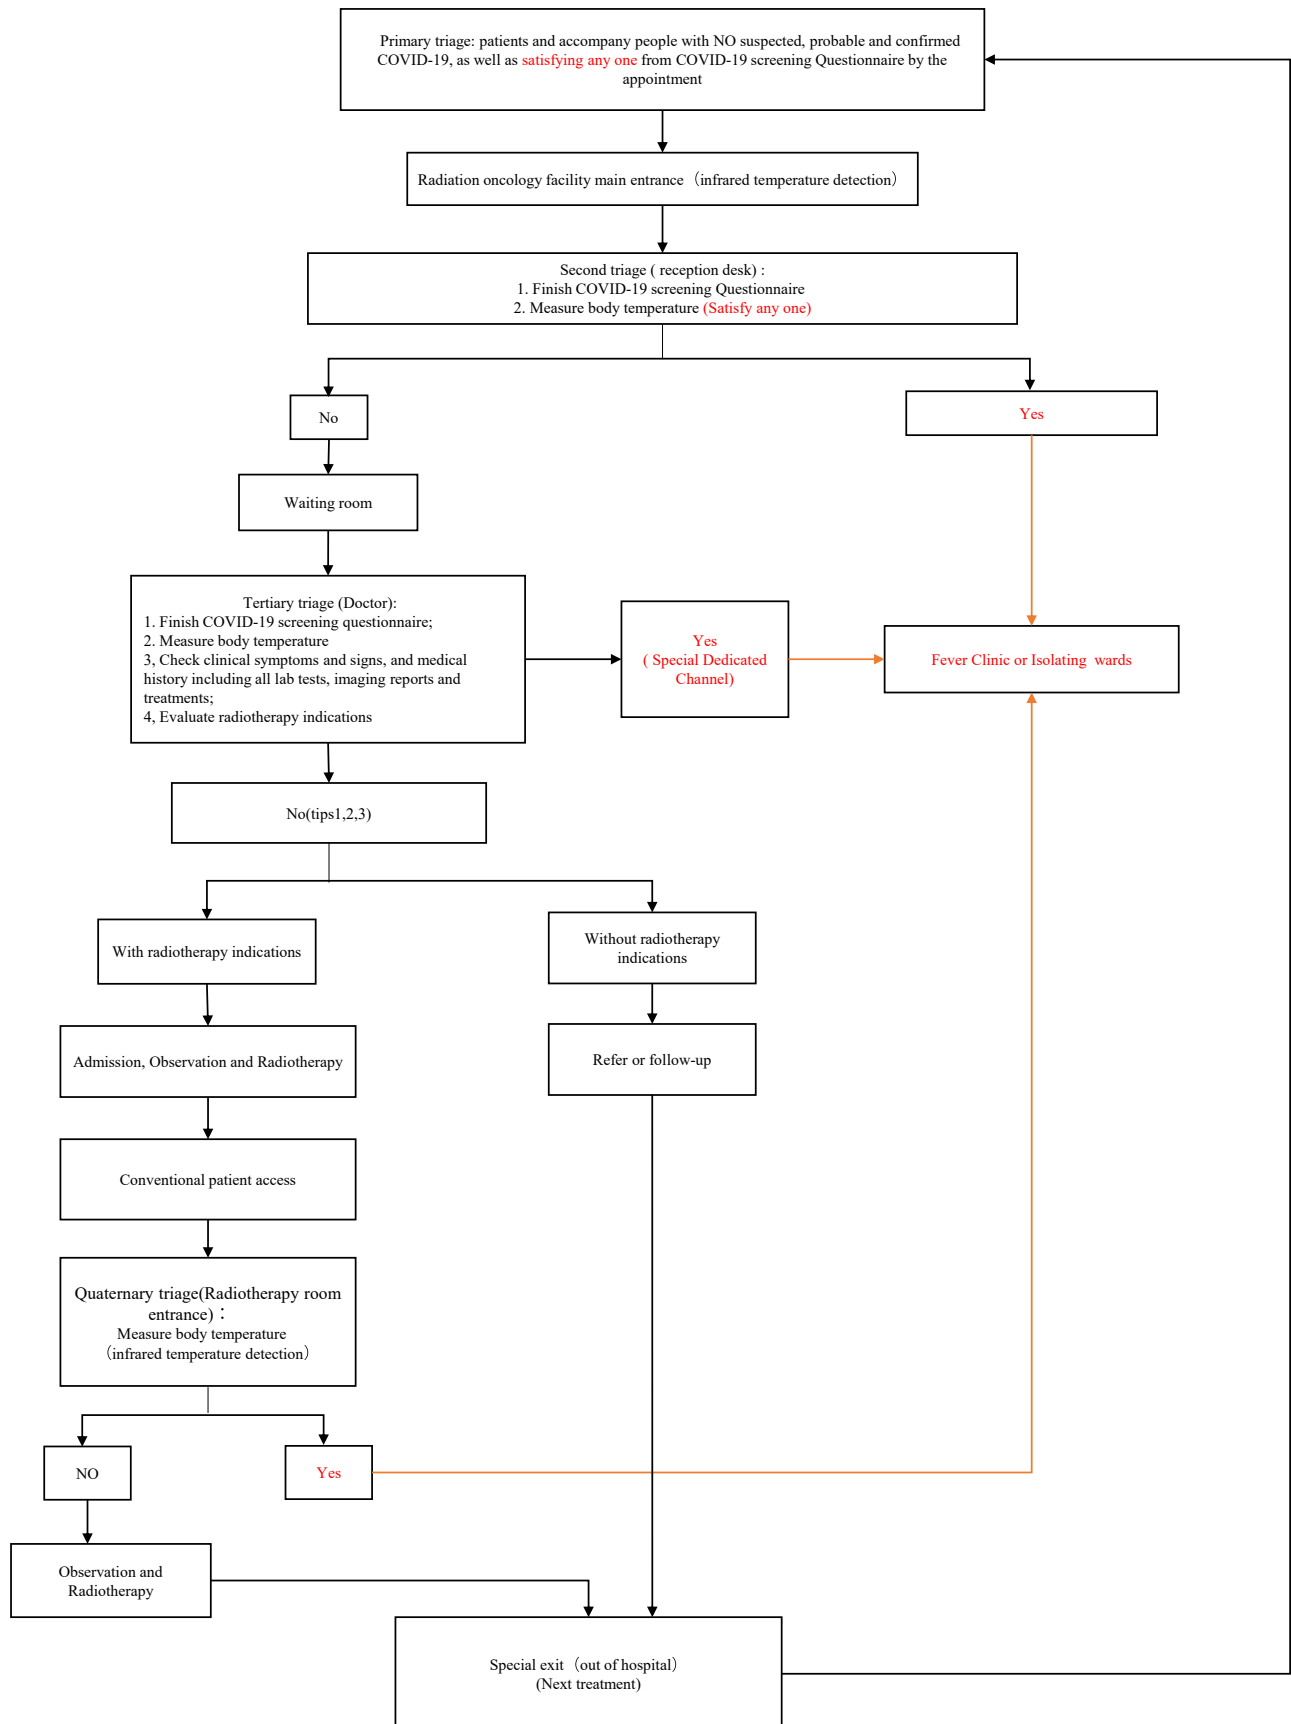 Primary triage: patients and accompany people with NO suspected, probable and confirmed
COVID-19, as well as satisfying any one from COVID-19 screening Questionnaire by the
appointment
Radiation oncology facility main entrance（infrared temperature detection）
Second triage ( reception desk) :
1. Finish COVID-19 screening Questionnaire
2. Measure body temperature (Satisfy any one)
No
Yes
Waiting room
Tertiary triage (Doctor):
1. Finish COVID-19 screening questionnaire;
2. Measure body temperature
3, Check clinical symptoms and signs, and medical
history including all lab tests, imaging reports and
treatments;
4, Evaluate radiotherapy indications
Yes
( Special Dedicated
Channel)
Fever Clinic or Isolating wards
No(tips1,2,3)
With radiotherapy indications
Without radiotherapy
indications
Admission, Observation and Radiotherapy
Refer or follow-up
Conventional patient access
Quaternary triage(Radiotherapy room
entrance)：
Measure body temperature
（infrared temperature detection）
NO
Yes
Observation and
Radiotherapy
Special exit（out of hospital）
(Next treatment)